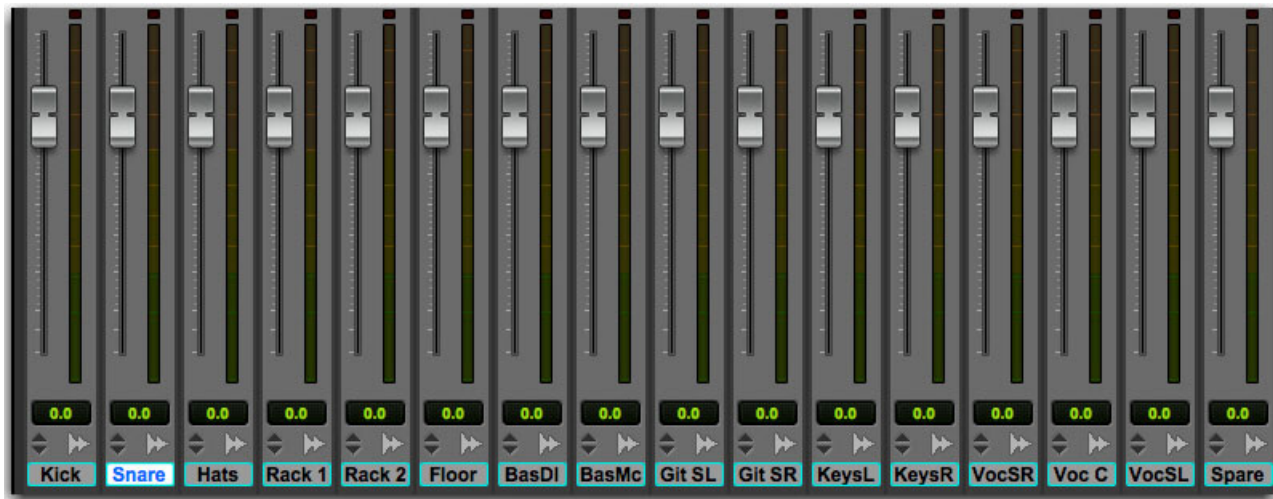 0.0 0.0 0.0 0.0 0.0 0.0 0.0 0.0 0.0 0.0 0.0 0.0 0.0 0.0 0.0 0.0
Kick Snare Hats Rack 1 Rack 2 Floor BasDI BasMc Git SL Git SR KeysL KeysR VocSR Voc C VocSL Spare